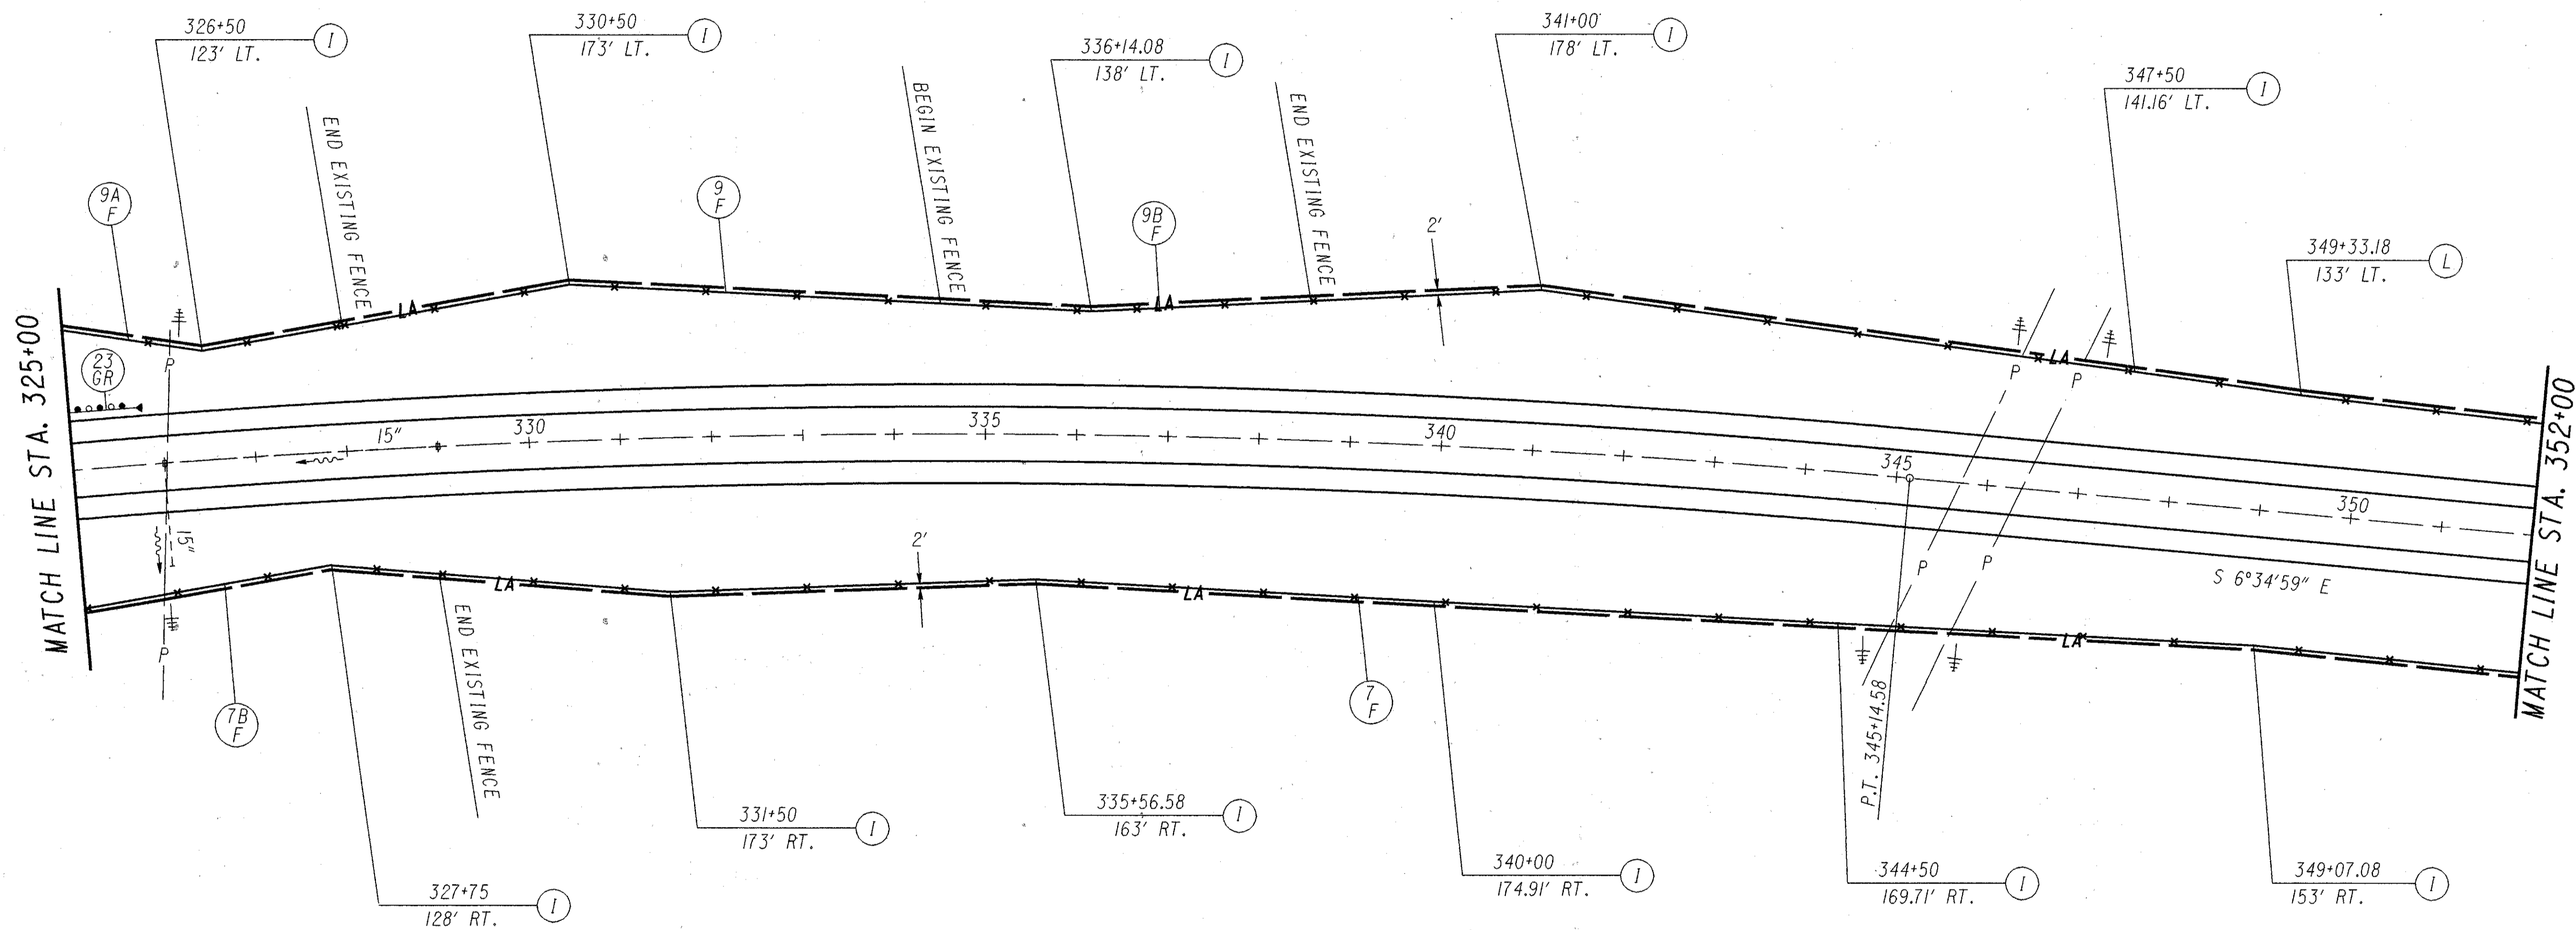 326+50
123' LT.
I
330+50
173' LT.
I
336+14.08
138' LT.
I
341+00
178' LT.
I
347+50
141.16' LT.
I
349+33.18
133' LT.
L
END EXISTING FENCE
BEGIN EXISTING FENCE
END EXISTING FENCE
9A
F
9
F
9B
F
2'
LA
LA
LA
P
P
P
23
GR
MATCH LINE STA. 325+00
15"
330
335
340
345
350
MATCH LINE STA. 352+00
15"
P
P
P
S 6°34'59" E
2'
LA
LA
LA
7B
F
END EXISTING FENCE
7
F
P.T. 345+14.58
327+75
128' RT.
I
331+50
173' RT.
I
335+56.58
163' RT.
I
340+00
174.91' RT.
I
344+50
169.71' RT.
I
349+07.08
153' RT.
I